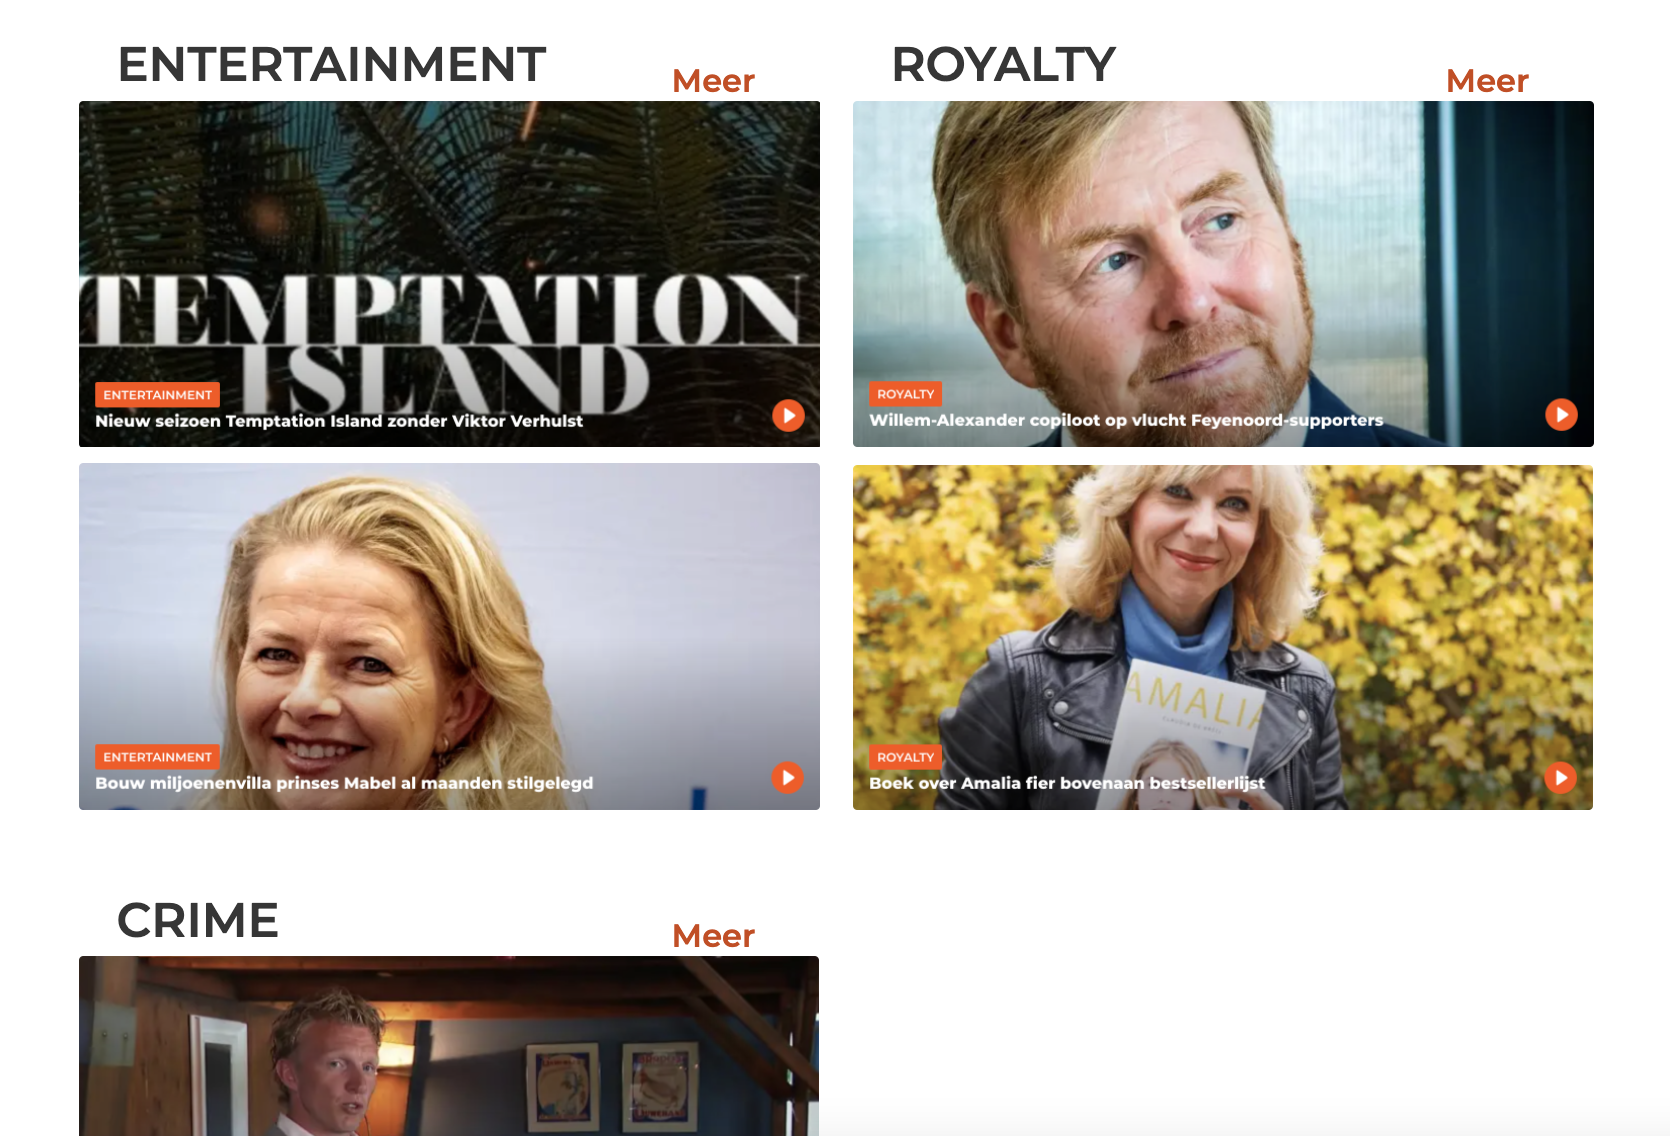 ENTERTAINMENT
Meer
TEMPTATION
ISLAND
ENTERTAINMENT
Nieuw seizoen Temptation Island zonder Viktor Verhulst
ENTERTAINMENT
Bouw miljoenenvilla prinses Mabel al maanden stilgelegd
ROYALTY
Meer
ROYALTY
Willem-Alexander copiloot op vlucht Feyenoord-supporters
AMALIA
ROYALTY
Boek over Amalia fier bovenaan bestsellerlijst
CRIME
Meer